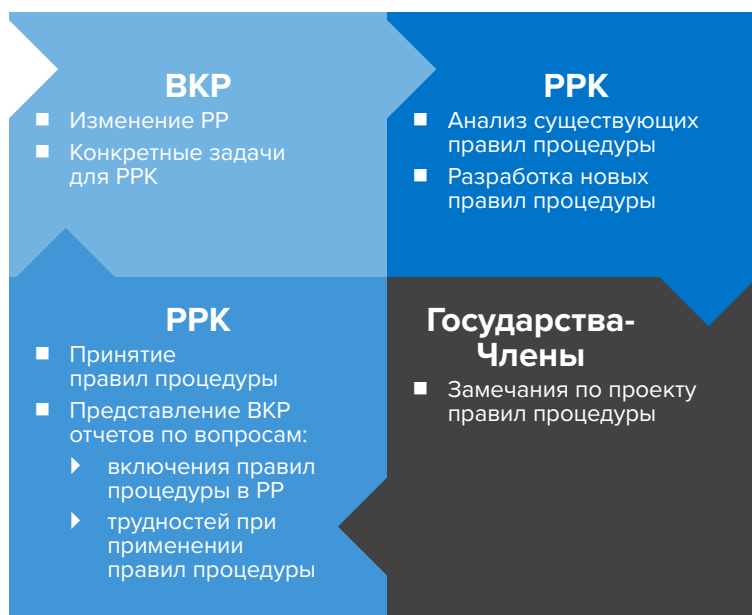 ВКР
Изменение РР
Конкретные задачи
для РРК
РРК
Анализ существующих
правил процедуры
Разработка новых
правил процедуры
РРК
Принятие
правил процедуры
Представление ВКР
отчетов по вопросам:
включения правил
процедуры в РР
трудностей при
применении
правил процедуры
Государства-
Члены
Замечания по проекту
правил процедуры